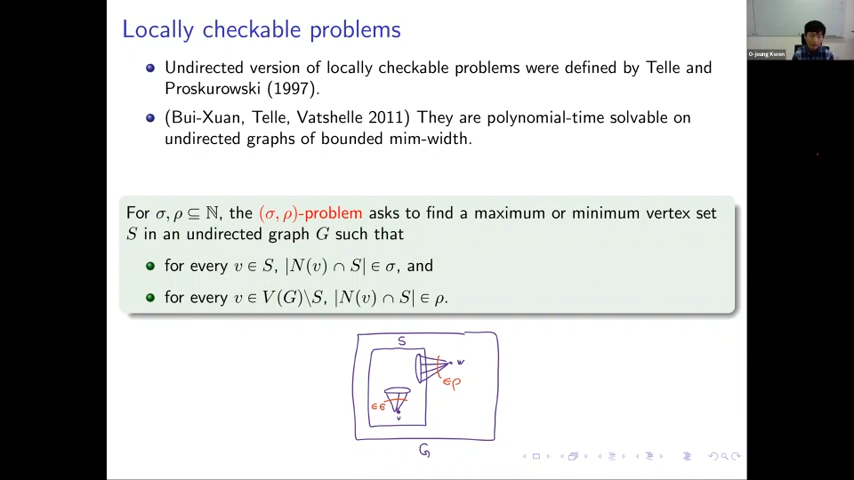 Locally checkable problems
Undirected version of locally checkable problems were defined by Telle and
Proskurowski (1997).
(Bui-Xuan, Telle, Vatshelle 2011) They are polynomial-time solvable on
undirected graphs of bounded mim-width.
For σ, ρ ⊆ ℕ, the (σ, ρ)-problem asks to find a maximum or minimum vertex set
S in an undirected graph G such that
for every v ∈ S, |N(v) ∩ S| ∈ σ, and
for every v ∈ V(G)\S, |N(v) ∩ S| ∈ ρ.
S
w
∈ρ
∈σ
v
G
O-joung Kwon